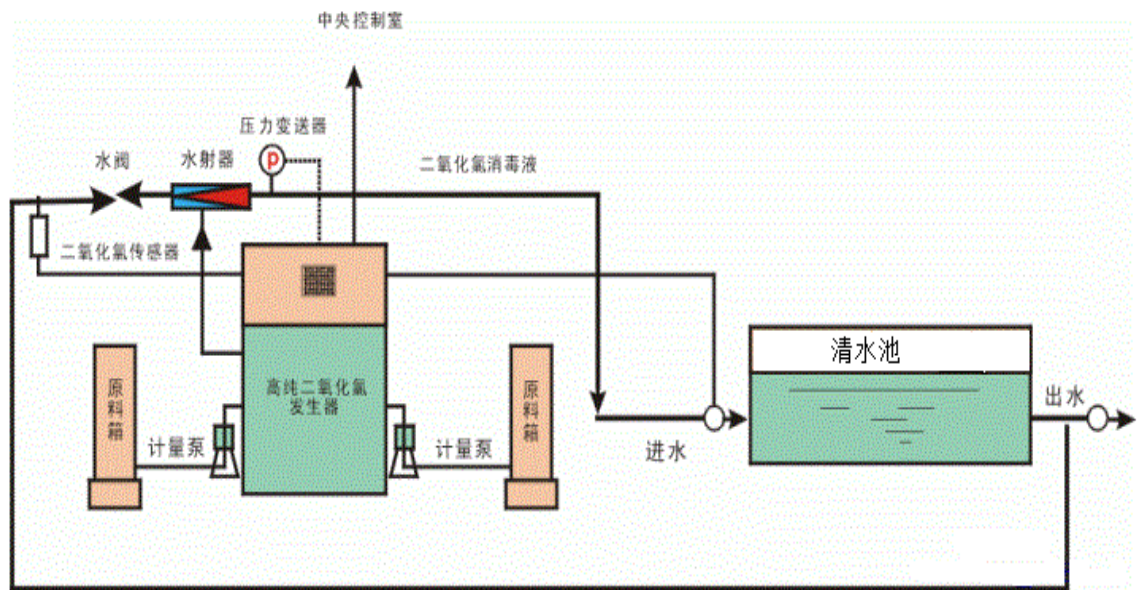 中央控制室
压力变送器
水阀
水射器
P
二氧化氯消毒液
二氧化氯传感器
清水池
原料箱
高纯二氧化氯
发生器
原料箱
出水
计量泵
计量泵
进水